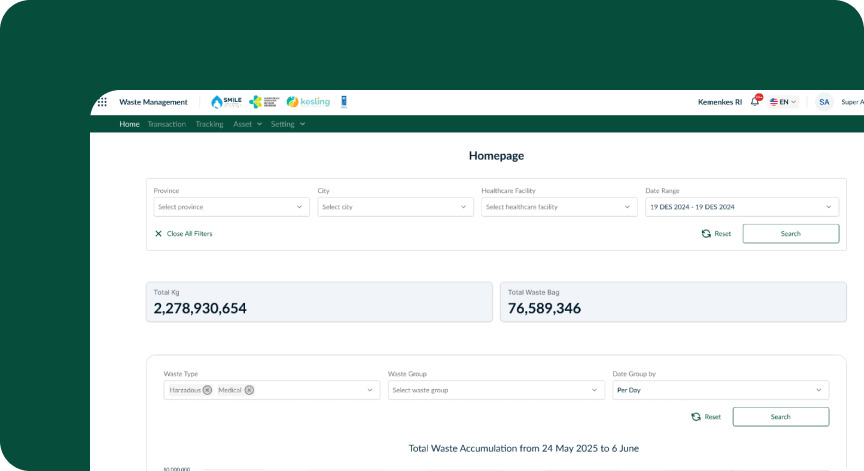 Waste Management SMILE kesling Kemenkes RI EN SA Super A
Home Transaction Tracking Asset Setting
Homepage
Province City Healthcare Facility Date Range
Select province Select city Select healthcare facility 19 DES 2024 - 19 DES 2024
Close All Filters Reset Search
Total Kg Total Waste Bag
2,278,930,654 76,589,346
Waste Type Waste Group Date Group by
Harzadous Medical Select waste group Per Day
Reset Search
Total Waste Accumulation from 24 May 2025 to 6 June